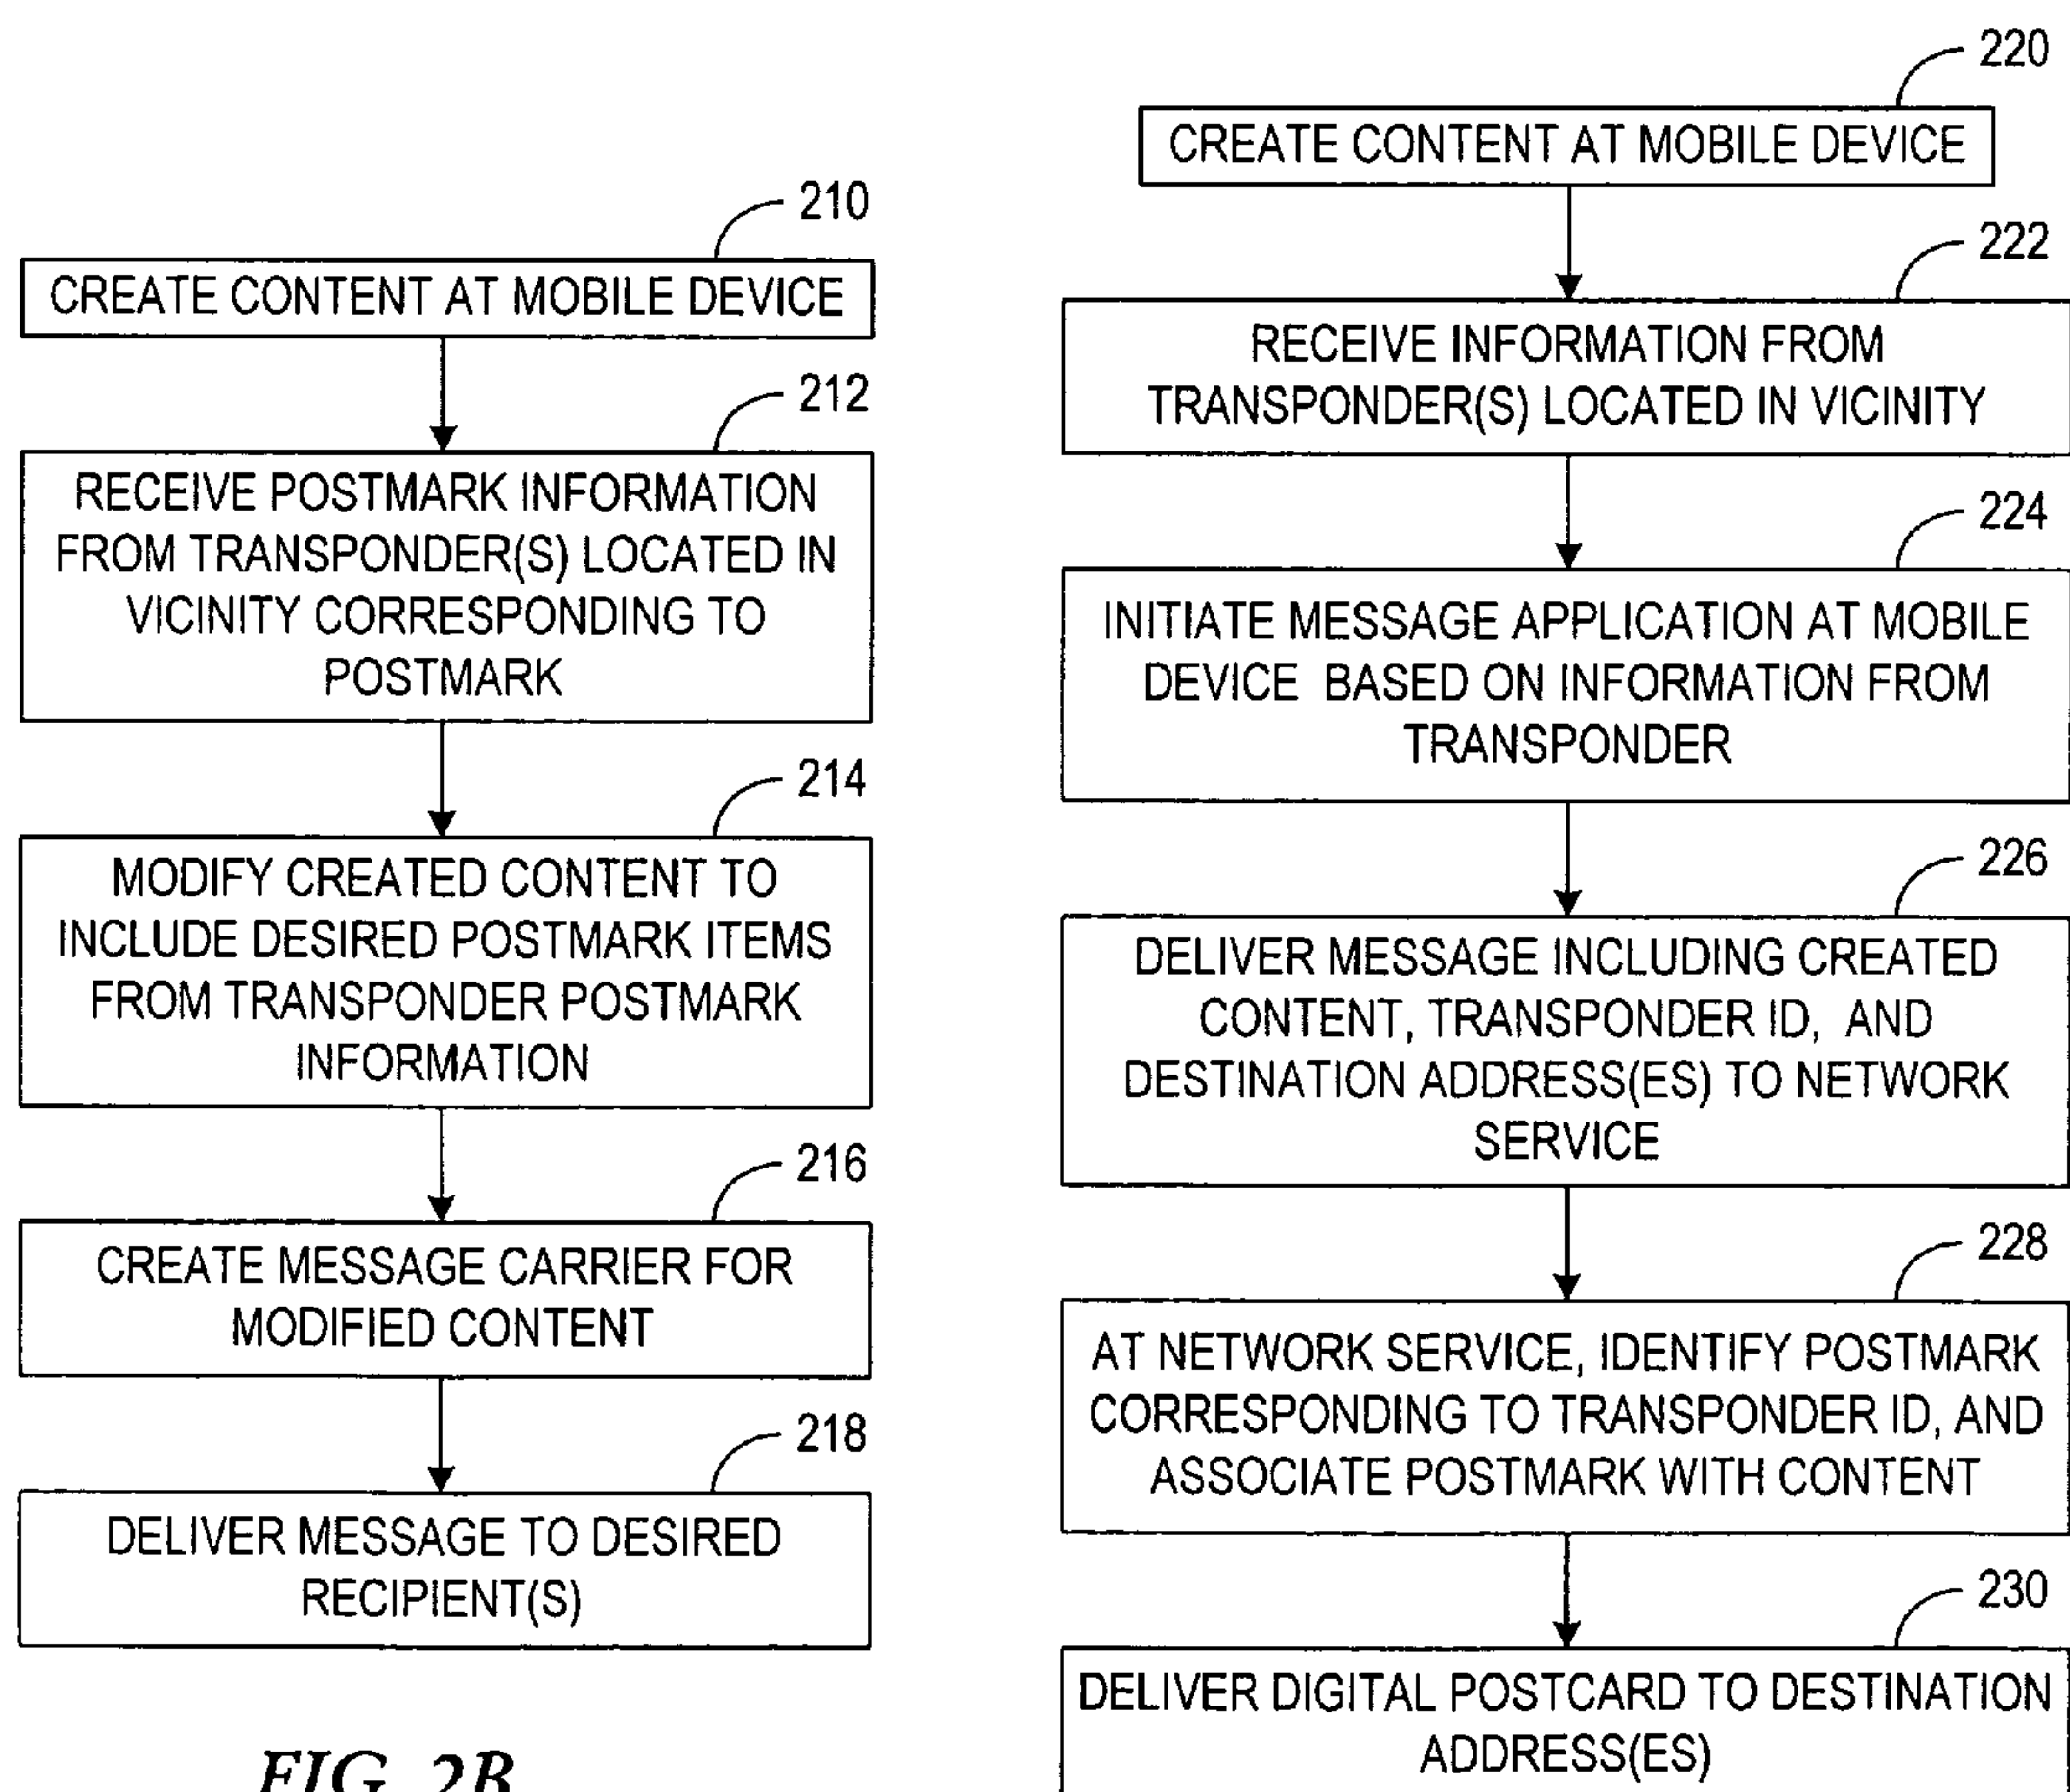 210
CREATE CONTENT AT MOBILE DEVICE
212
RECEIVE POSTMARK INFORMATION
FROM TRANSPONDER(S) LOCATED IN
VICINITY CORRESPONDING TO
POSTMARK
214
MODIFY CREATED CONTENT TO
INCLUDE DESIRED POSTMARK ITEMS
FROM TRANSPONDER POSTMARK
INFORMATION
216
CREATE MESSAGE CARRIER FOR
MODIFIED CONTENT
218
DELIVER MESSAGE TO DESIRED
RECIPIENT(S)
FIG. 2B
220
CREATE CONTENT AT MOBILE DEVICE
222
RECEIVE INFORMATION FROM
TRANSPONDER(S) LOCATED IN VICINITY
224
INITIATE MESSAGE APPLICATION AT MOBILE
DEVICE BASED ON INFORMATION FROM
TRANSPONDER
226
DELIVER MESSAGE INCLUDING CREATED
CONTENT, TRANSPONDER ID, AND
DESTINATION ADDRESS(ES) TO NETWORK
SERVICE
228
AT NETWORK SERVICE, IDENTIFY POSTMARK
CORRESPONDING TO TRANSPONDER ID, AND
ASSOCIATE POSTMARK WITH CONTENT
230
DELIVER DIGITAL POSTCARD TO DESTINATION
ADDRESS(ES)